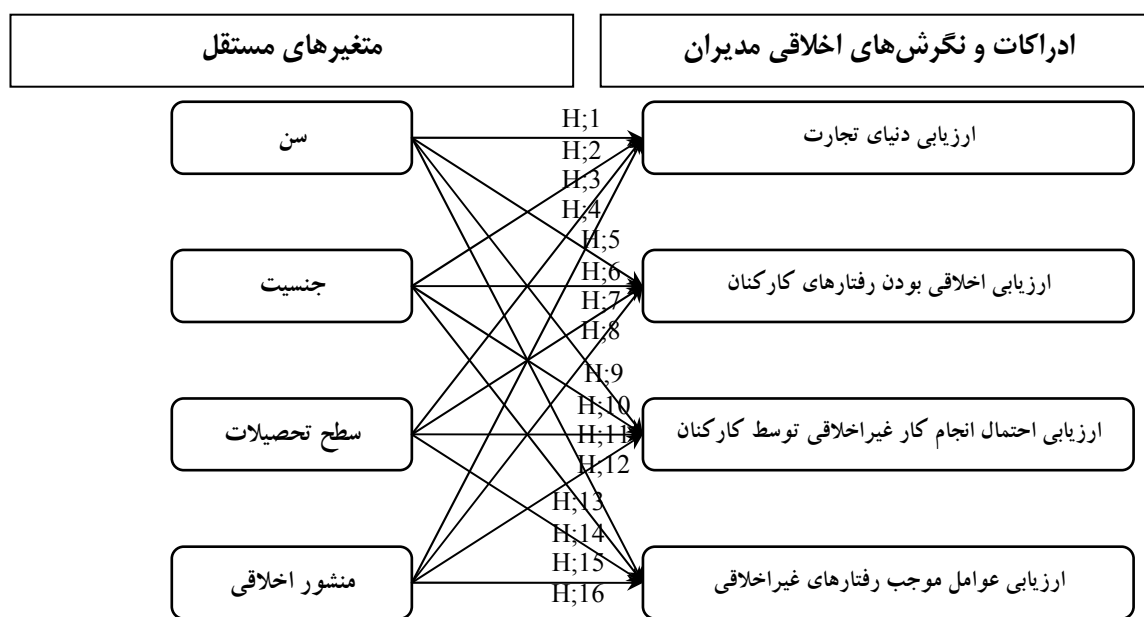 ادراکات و نگرش‌های اخلاقی مدیران
متغیرهای مستقل
ارزیابی دنیای تجارت
H;1
سن
H;2
H;3
H;4
H;5
ارزیابی اخلاقی بودن رفتارهای کارکنان
H;6
جنسیت
H;7
H;8
H;9
H;10
ارزیابی احتمال انجام کار غیراخلاقی توسط کارکنان
H;11
سطح تحصیلات
H;12
H;13
H;14
H;15
ارزیابی عوامل موجب رفتارهای غیراخلاقی
H;16
منشور اخلاقی